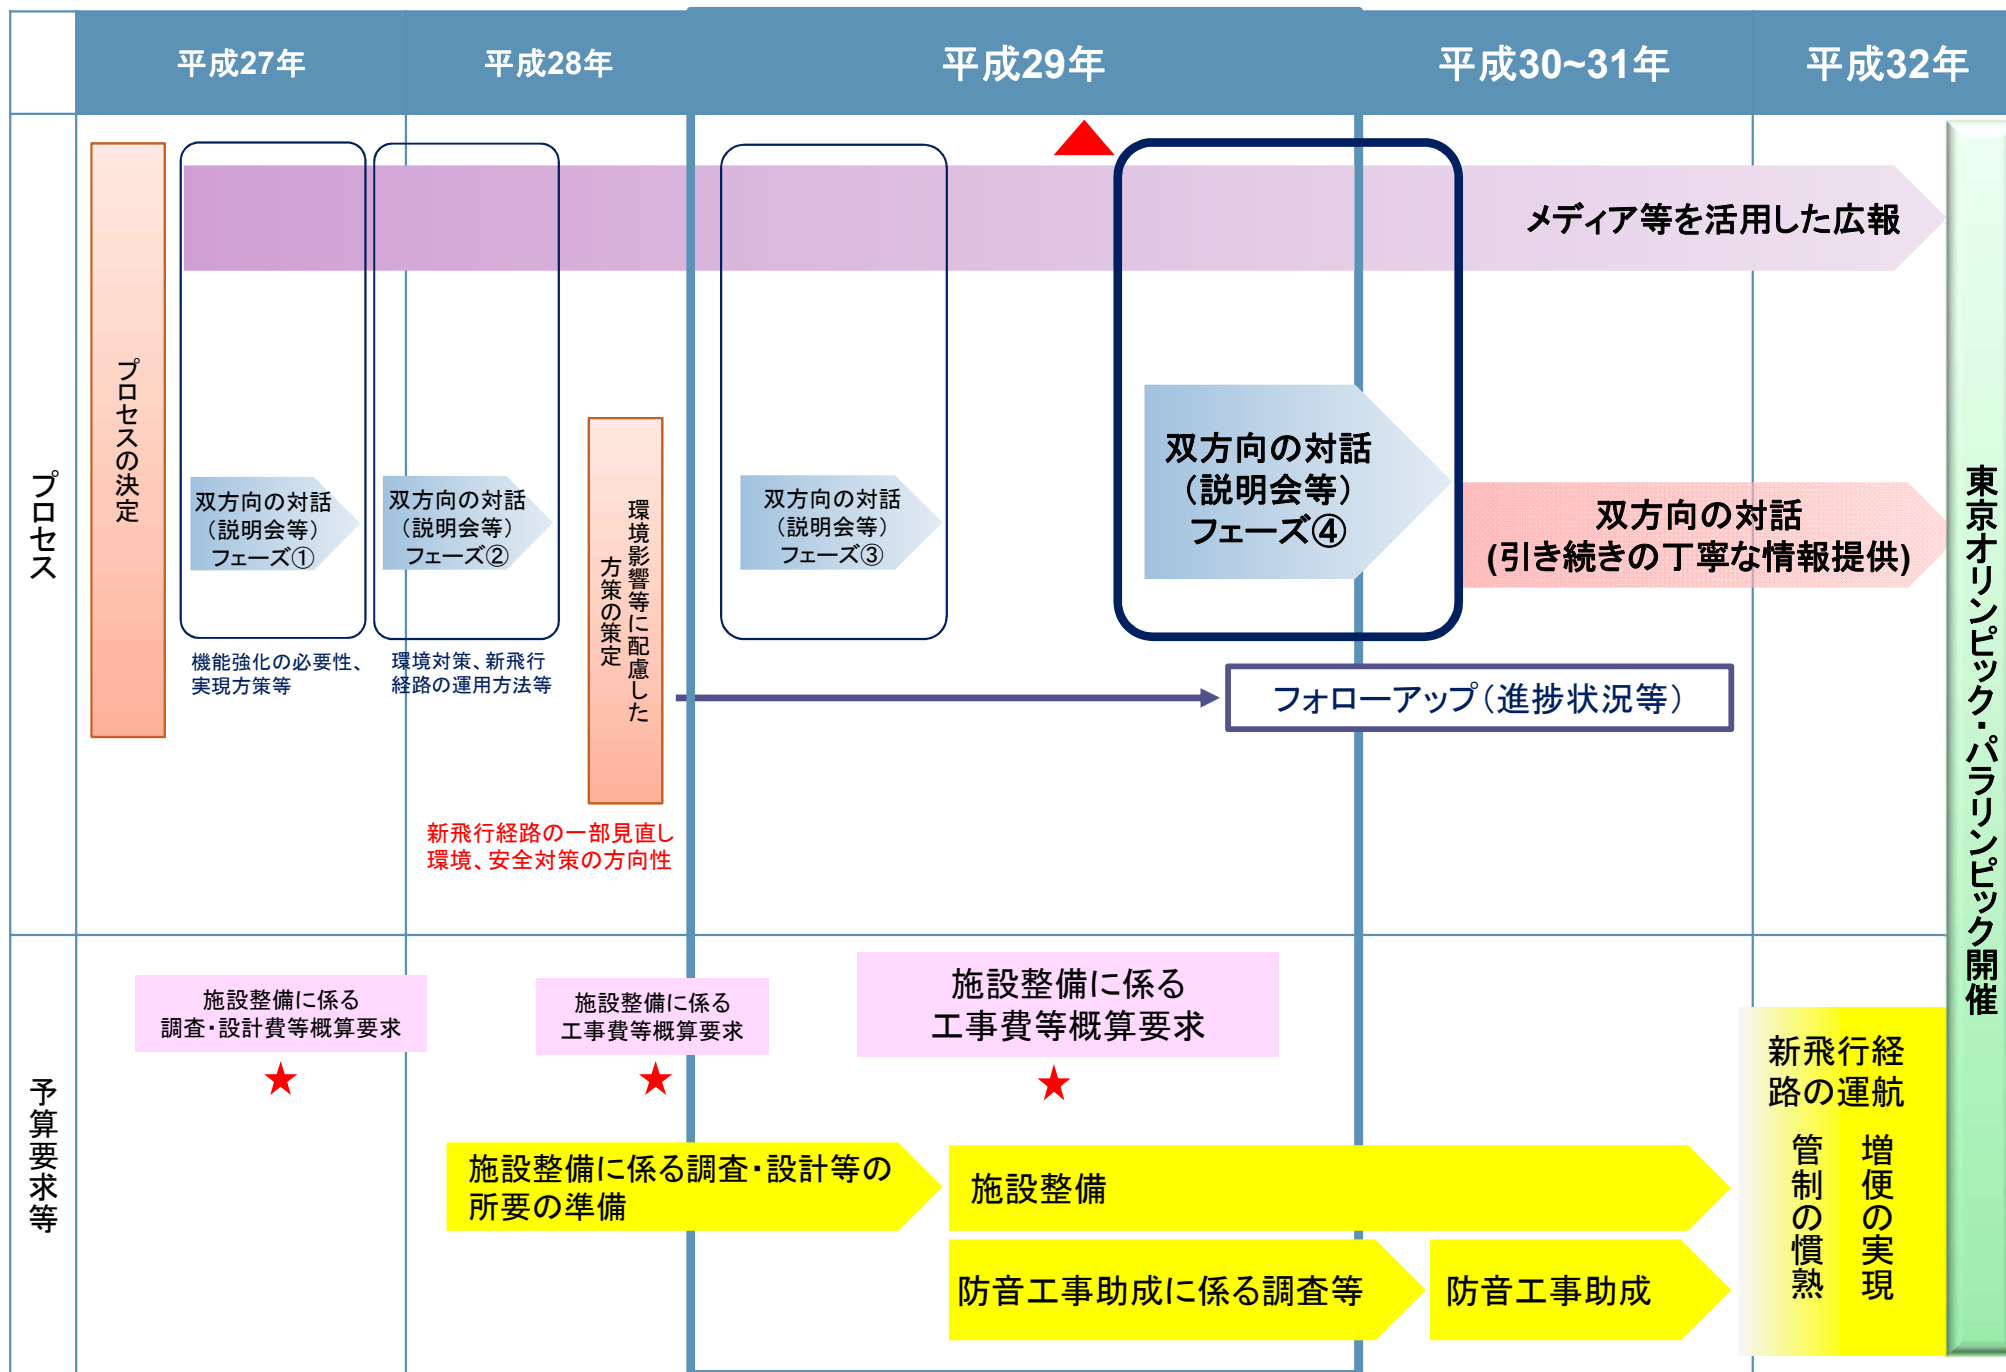 平成27年
平成28年
平成29年
平成30~31年
平成32年
プロセス
プロセスの決定
メディア等を活用した広報
双方向の対話
（説明会等）
フェーズ①
機能強化の必要性、
実現方策等
双方向の対話
（説明会等）
フェーズ②
環境対策、新飛行
経路の運用方法等
環境影響等に配慮した
方策の策定
新飛行経路の一部見直し
環境、安全対策の方向性
双方向の対話
（説明会等）
フェーズ③
双方向の対話
（説明会等）
フェーズ④
双方向の対話
(引き続きの丁寧な情報提供)
フォローアップ（進捗状況等）
東京オリンピック・パラリンピック開催
予算要求等
施設整備に係る
調査・設計費等概算要求
★
施設整備に係る
工事費等概算要求
★
施設整備に係る
工事費等概算要求
★
施設整備に係る調査・設計等の
所要の準備
施設整備
防音工事助成に係る調査等
防音工事助成
新飛行経
路の運航
増便の実現
管制の慣熟